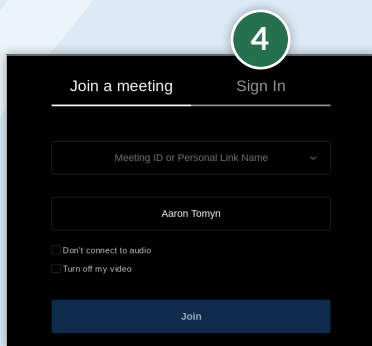 4
Join a meeting Sign In
Meeting ID or Personal Link Name
Aaron Tomyn
Don't connect to audio
Turn off my video
Join